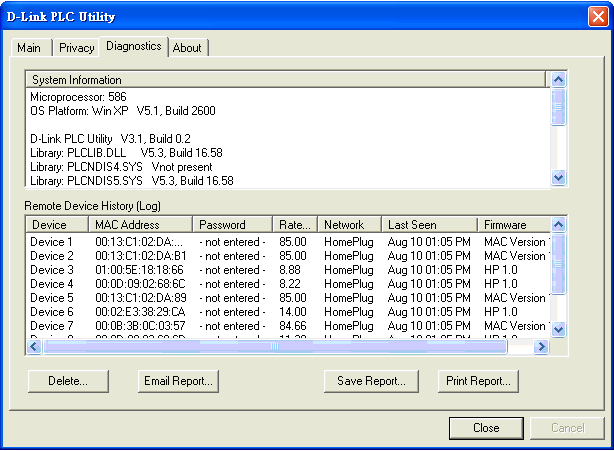 D-Link PLC Utility
Main Privacy Diagnostics About
System Information
Microprocessor: 586
OS Platform: Win XP V5.1, Build 2600
D-Link PLC Utility V3.1, Build 0.2
Library: PLCLIB.DLL V5.3, Build 16.58
Library: PLCNDIS4.SYS Vnot present
Library: PLCNDIS5.SYS V5.3, Build 16.58
Remote Device History (Log)
Device MAC Address Password Rate... Network Last Seen Firmware
Device 1 00:13:C1:02:DA:... - not entered - 85.00 HomePlug Aug 10 01:05 PM MAC Version
Device 2 00:13:C1:02:DA:B1 - not entered - 85.00 HomePlug Aug 10 01:05 PM MAC Version
Device 3 01:00:5E:18:18:66 - not entered - 8.88 HomePlug Aug 10 01:05 PM HP 1.0
Device 4 00:0D:09:02:68:6C - not entered - 8.22 HomePlug Aug 10 01:05 PM HP 1.0
Device 5 00:13:C1:02:DA:89 - not entered - 85.00 HomePlug Aug 10 01:05 PM MAC Version
Device 6 00:02:E3:38:29:CA - not entered - 14.00 HomePlug Aug 10 01:05 PM HP 1.0
Device 7 00:0B:3B:0C:03:57 - not entered - 84.66 HomePlug Aug 10 01:05 PM MAC Version
Delete... Email Report... Save Report... Print Report...
Close Cancel